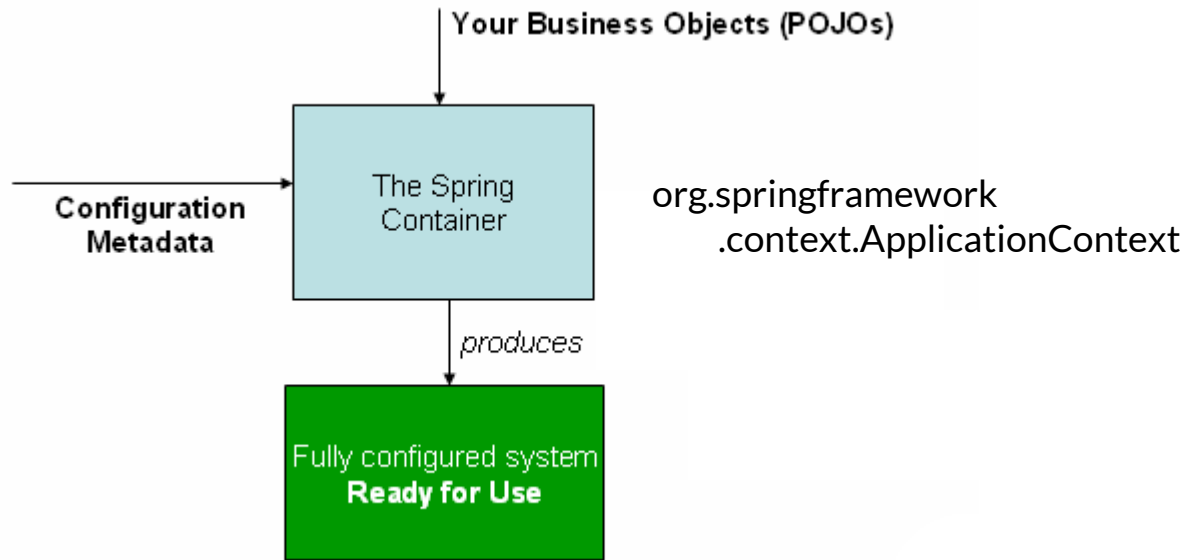 Your Business Objects (POJOs)
The Spring
Container
Configuration
Metadata
org.springframework
.context.ApplicationContext
produces
Fully configured system
Ready for Use